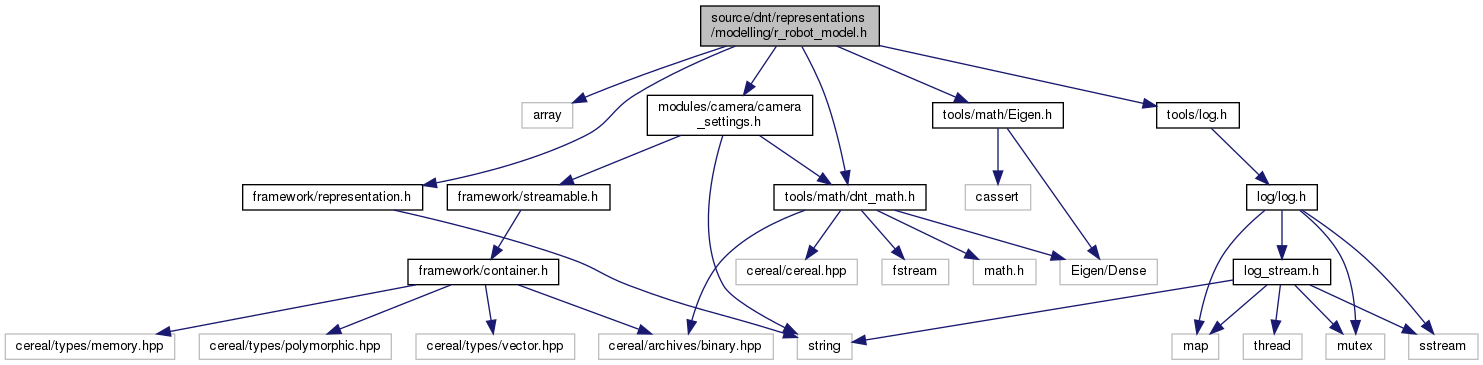 source/dnt/representations
/modelling/r_robot_model.h
array
modules/camera/camera
_settings.h
tools/math/Eigen.h
tools/log.h
framework/representation.h
framework/streamable.h
tools/math/dnt_math.h
cassert
log/log.h
framework/container.h
cereal/cereal.hpp
fstream
math.h
Eigen/Dense
log_stream.h
cereal/types/memory.hpp
cereal/types/polymorphic.hpp
cereal/types/vector.hpp
cereal/archives/binary.hpp
string
map
thread
mutex
sstream